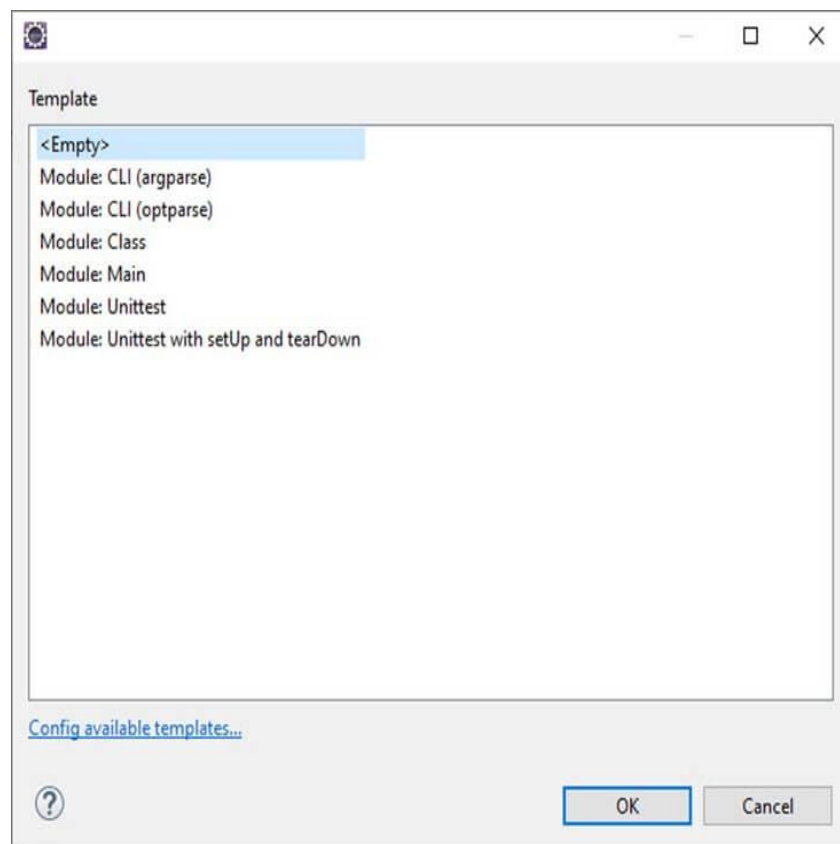 Template
<Empty>
Module: CLI (argparse)
Module: CLI (optparse)
Module: Class
Module: Main
Module: Unittest
Module: Unittest with setUp and tearDown
Config available templates...
?
OK
Cancel